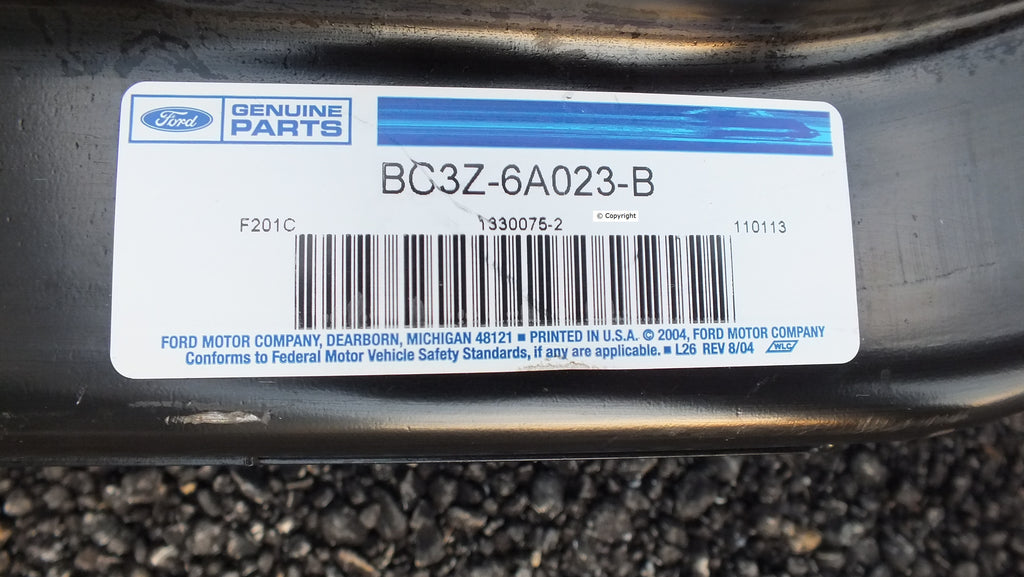 Ford
GENUINE
PARTS
BC3Z-6A023-B
F201C 1330075-2 110113
© Copyright
FORD MOTOR COMPANY, DEARBORN, MICHIGAN 48121 ■ PRINTED IN U.S.A. © 2004, FORD MOTOR COMPANY
Conforms to Federal Motor Vehicle Safety Standards, if any are applicable. ■ L26 REV 8/04 WLC